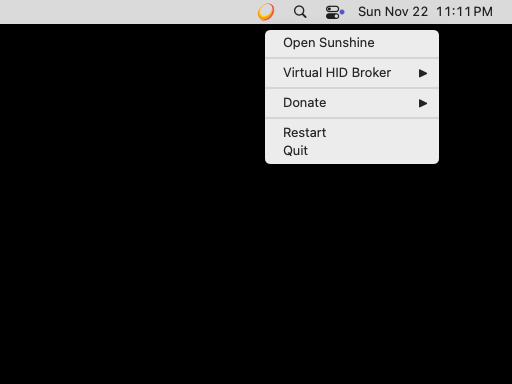 Sun Nov 22 11:11 PM
Open Sunshine
Virtual HID Broker
Donate
Restart
Quit